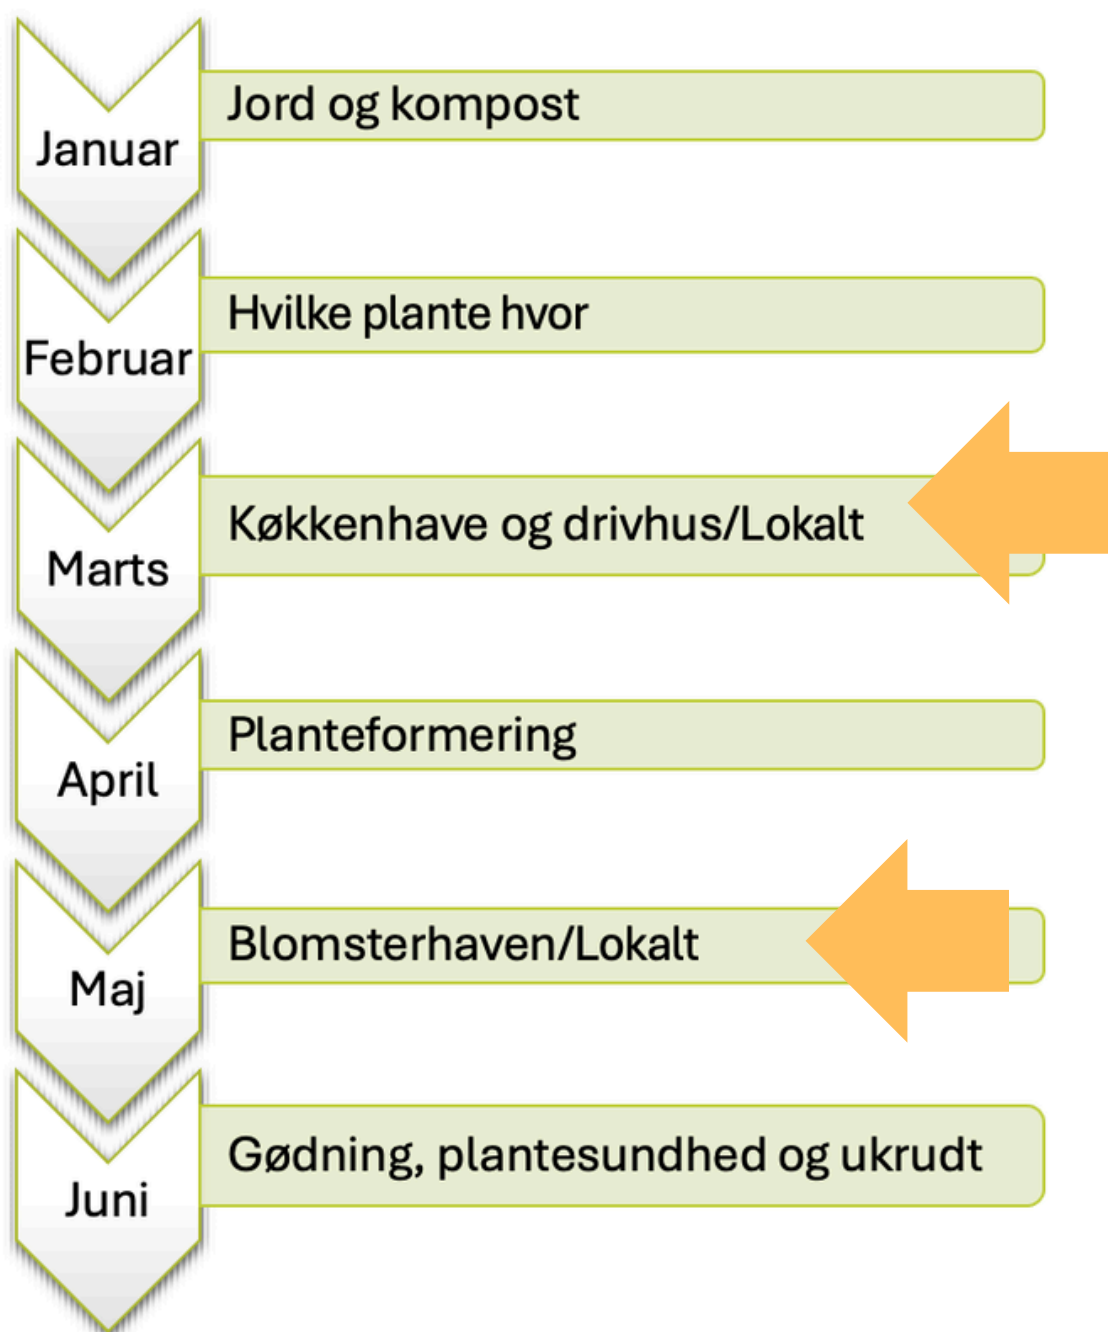 Januar
Jord og kompost
Februar
Hvilke plante hvor
Marts
Køkkenhave og drivhus/Lokalt
April
Planteformering
Maj
Blomsterhaven/Lokalt
Juni
Gødning, plantesundhed og ukrudt